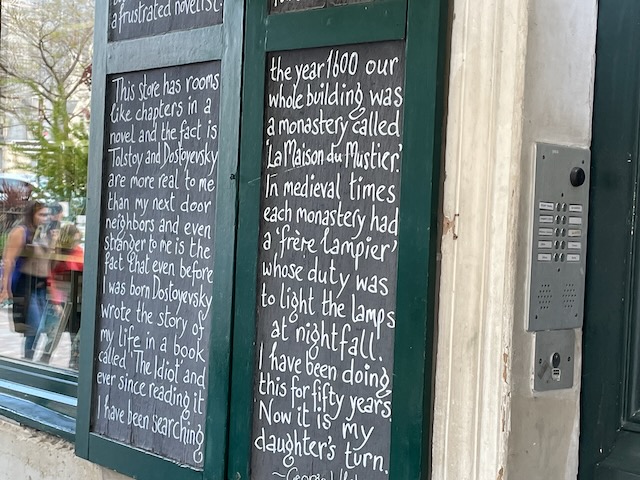 a frustrated novelist.
This store has rooms
like chapters in a
novel and the fact is
Tolstoy and Dostoyevsky
are more real to me
than my next door
neighbors and even
stranger to me is the
fact that even before
I was born Dostoyevsky
wrote the story of
my life in a book
called 'The Idiot' and
ever since reading it
I have been searching
the year 1600 our
whole building was
a monastery called
'La Maison du Mustier.'
In medieval times
each monastery had
a 'frère lampier'
whose duty was
to light the lamps
at nightfall.
I have been doing
this for fifty years
Now it is my
daughter's turn.